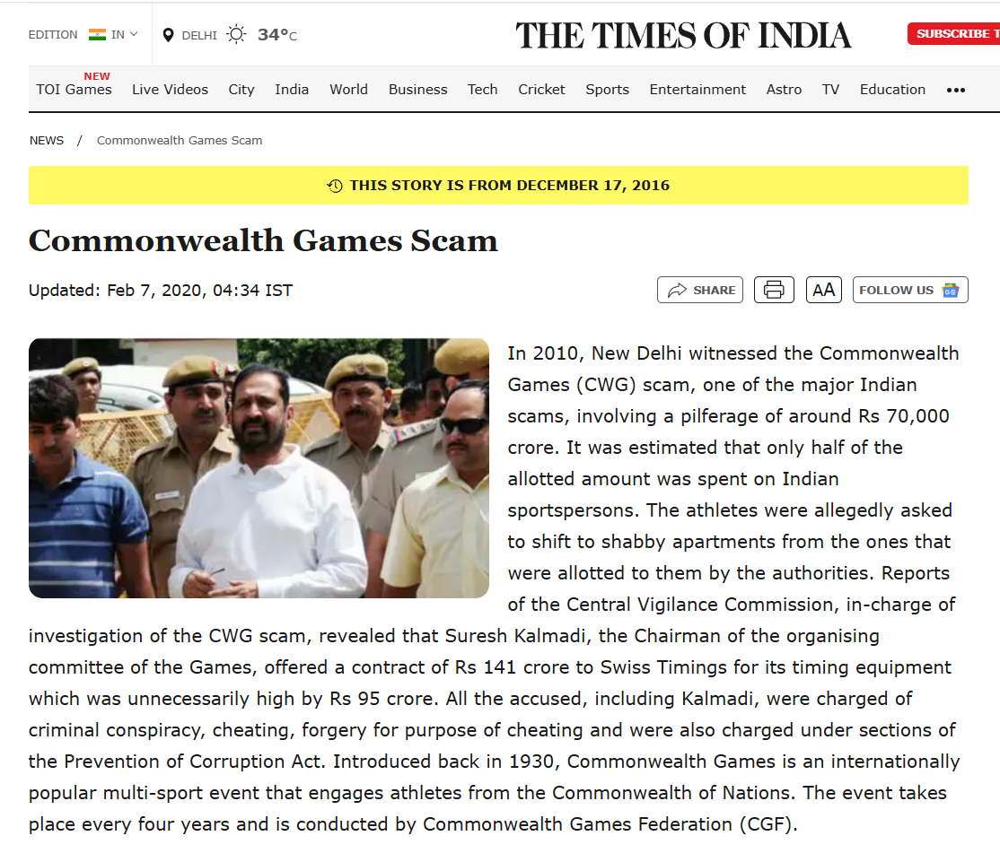 EDITION IN DELHI 34°C
THE TIMES OF INDIA
SUBSCRIBE T
NEW
TOI Games Live Videos City India World Business Tech Cricket Sports Entertainment Astro TV Education •••
NEWS / Commonwealth Games Scam
THIS STORY IS FROM DECEMBER 17, 2016
Commonwealth Games Scam
Updated: Feb 7, 2020, 04:34 IST
SHARE AA FOLLOW US GE
In 2010, New Delhi witnessed the Commonwealth
Games (CWG) scam, one of the major Indian
scams, involving a pilferage of around Rs 70,000
crore. It was estimated that only half of the
allotted amount was spent on Indian
sportspersons. The athletes were allegedly asked
to shift to shabby apartments from the ones that
were allotted to them by the authorities. Reports
of the Central Vigilance Commission, in-charge of
investigation of the CWG scam, revealed that Suresh Kalmadi, the Chairman of the organising
committee of the Games, offered a contract of Rs 141 crore to Swiss Timings for its timing equipment
which was unnecessarily high by Rs 95 crore. All the accused, including Kalmadi, were charged of
criminal conspiracy, cheating, forgery for purpose of cheating and were also charged under sections of
the Prevention of Corruption Act. Introduced back in 1930, Commonwealth Games is an internationally
popular multi-sport event that engages athletes from the Commonwealth of Nations. The event takes
place every four years and is conducted by Commonwealth Games Federation (CGF).